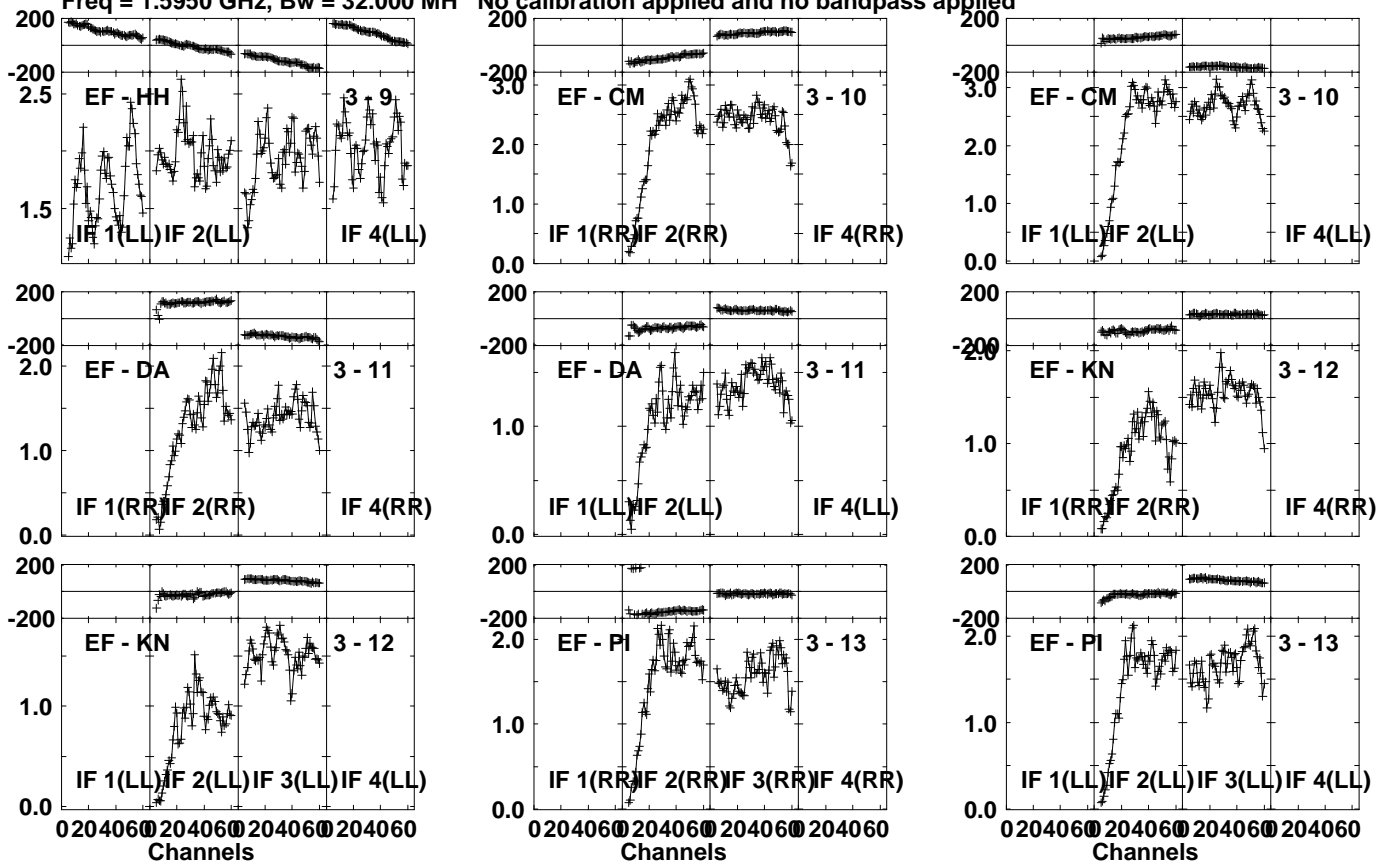 Freq = 1.5950 GHz, Bw = 32.000 MH No calibration applied and no bandpass applied
200
-200
EF - HH 3 - 9
2.5
1.5
IF 1(LL) IF 2(LL) IF 4(LL)
-200
EF - CM 3 - 10
3.0
2.0
1.0
0.0
IF 1(RR) IF 2(RR) IF 4(RR)
-200
EF - CM 3 - 10
3.0
2.0
1.0
0.0
IF 1(LL) IF 2(LL) IF 4(LL)
200
-200
EF - DA 3 - 11
2.0
1.0
0.0
IF 1(RR) IF 2(RR) IF 4(RR)
200
-200
EF - DA 3 - 11
1.0
0.0
IF 1(LL) IF 2(LL) IF 4(LL)
200
-200
EF - KN 3 - 12
2.0
1.0
0.0
IF 1(RR) IF 2(RR) IF 4(RR)
200
-200
EF - KN 3 - 12
1.0
0.0
IF 1(LL) IF 2(LL) IF 3(LL) IF 4(LL)
0 20 40 60 0 20 40 60 0 20 40 60 0 20 40 60
Channels
200
-200
EF - PI 3 - 13
2.0
1.0
0.0
IF 1(RR) IF 2(RR) IF 3(RR) IF 4(RR)
0 20 40 60 0 20 40 60 0 20 40 60 0 20 40 60
Channels
200
-200
EF - PI 3 - 13
2.0
1.0
0.0
IF 1(LL) IF 2(LL) IF 3(LL) IF 4(LL)
0 20 40 60 0 20 40 60 0 20 40 60 0 20 40 60
Channels